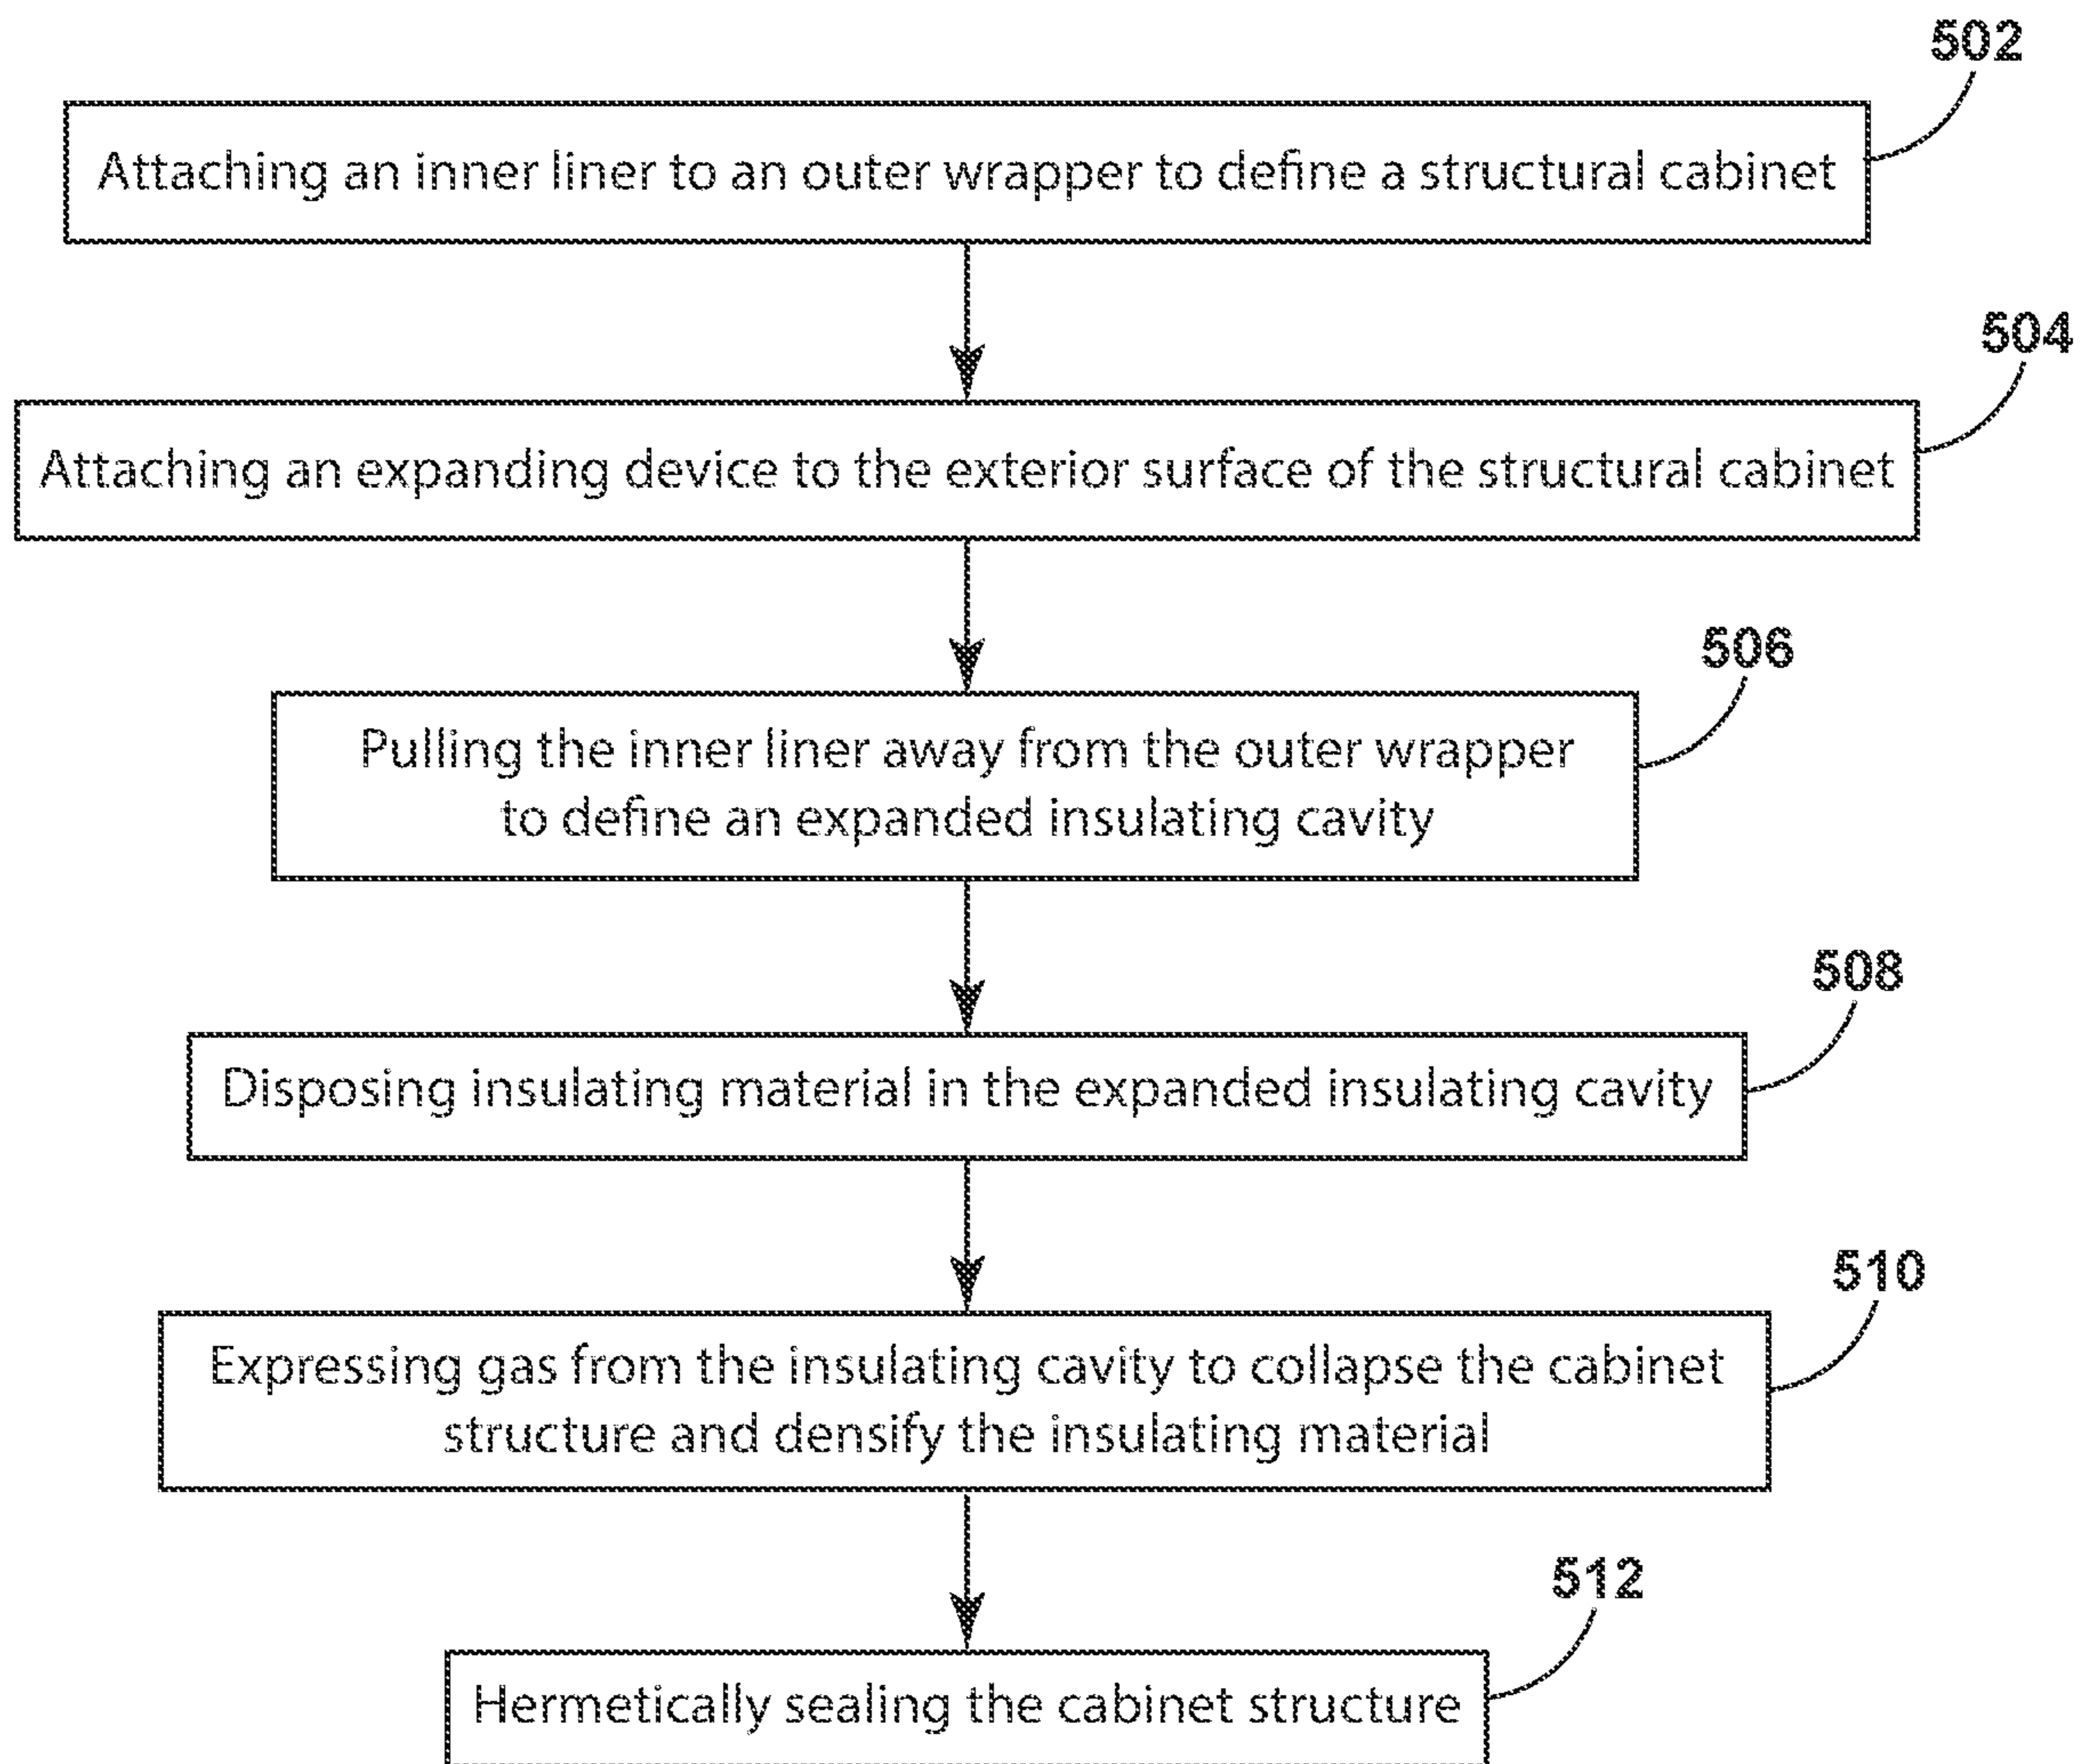 502
Attaching an inner liner to an outer wrapper to define a structural cabinet
504
Attaching an expanding device to the exterior surface of the structural cabinet
506
Pulling the inner liner away from the outer wrapper
to define an expanded insulating cavity
508
Disposing insulating material in the expanded insulating cavity
510
Expressing gas from the insulating cavity to collapse the cabinet
structure and densify the insulating material
512
Hermetically sealing the cabinet structure